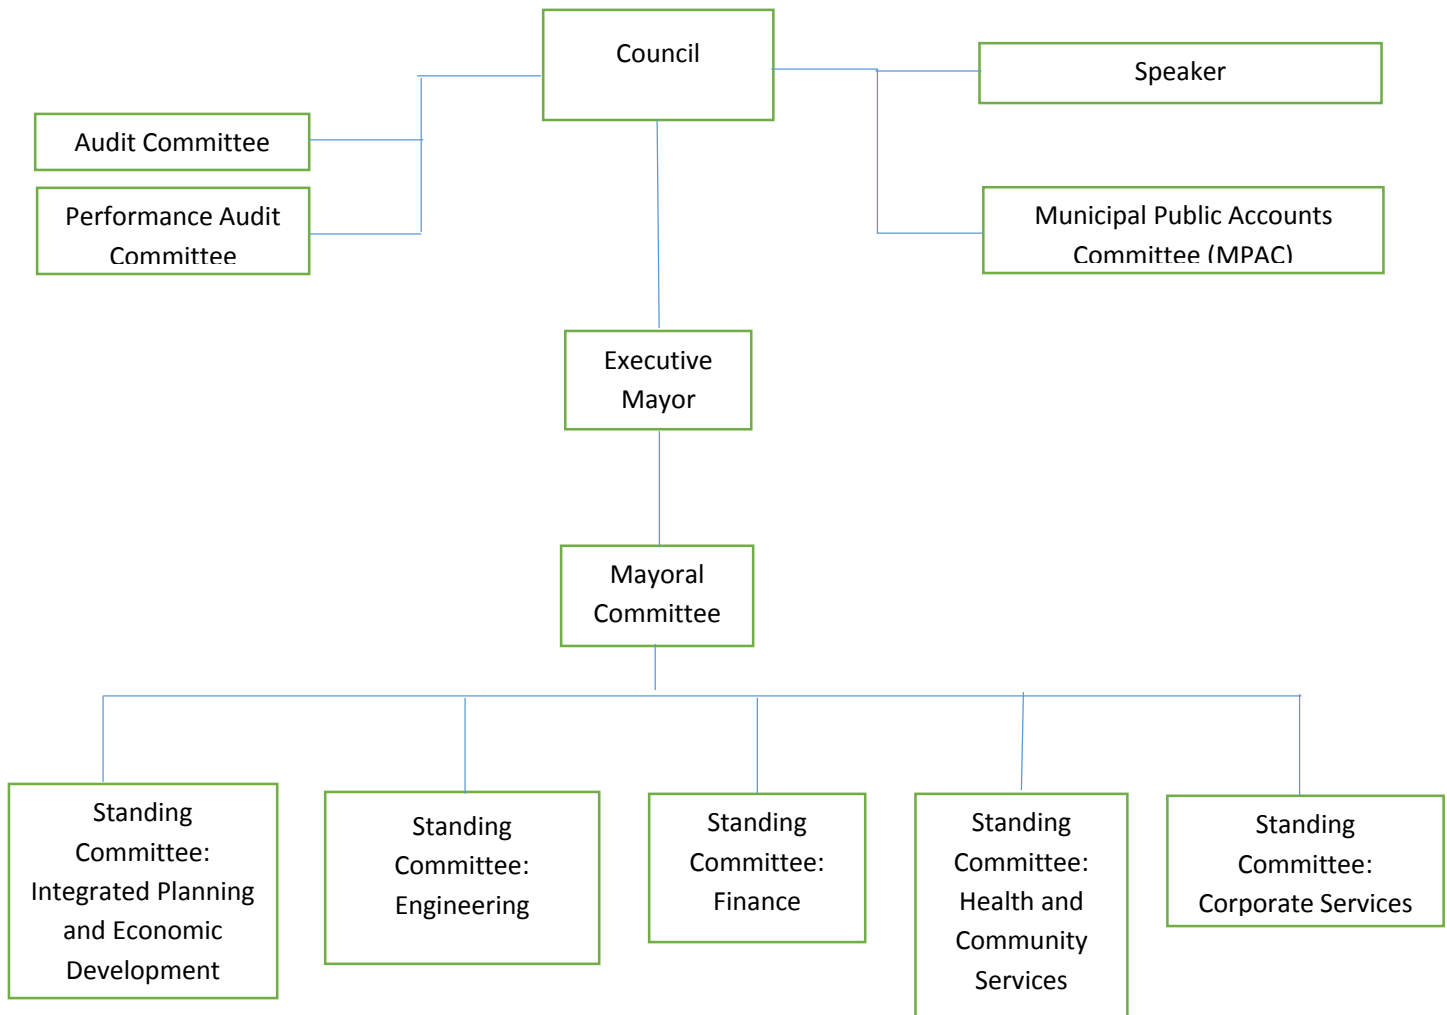 Council
Speaker
Audit Committee
Performance Audit
Committee
Municipal Public Accounts
Committee (MPAC)
Executive
Mayor
Mayoral
Committee
Standing
Committee:
Integrated Planning
and Economic
Development
Standing
Committee:
Engineering
Standing
Committee:
Finance
Standing
Committee:
Health and
Community
Services
Standing
Committee:
Corporate Services